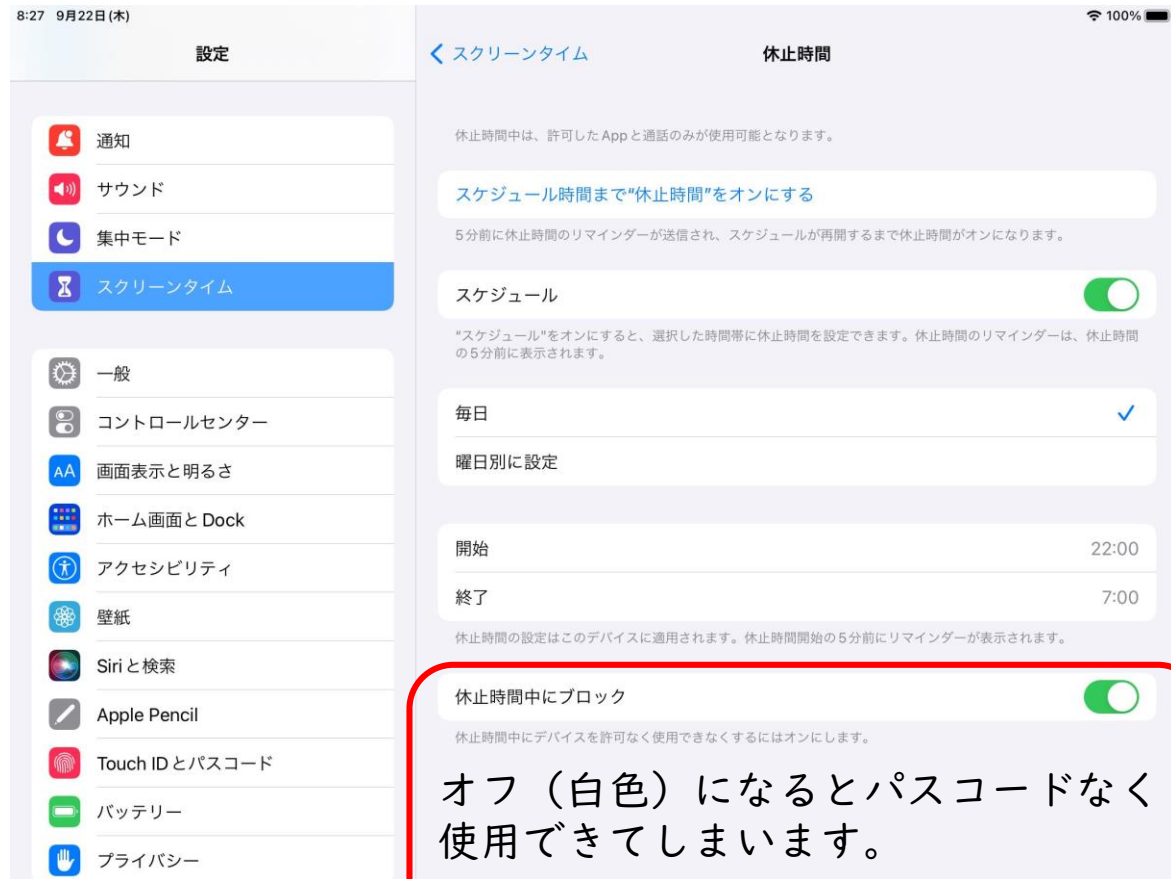 8:27 9月22日(木)
100%
設定
通知
サウンド
集中モード
スクリーンタイム
一般
コントロールセンター
AA 画面表示と明るさ
ホーム画面とDock
アクセシビリティ
壁紙
Siriと検索
Apple Pencil
Touch IDとパスコード
バッテリー
プライバシー
スクリーンタイム
休止時間
休止時間中は、許可したAppと通話のみが使用可能となります。
スケジュール時間まで“休止時間”をオンにする
5分前に休止時間のリマインダーが送信され、スケジュールが再開するまで休止時間がオンになります。
スケジュール
“スケジュール”をオンにすると、選択した時間帯に休止時間を設定できます。休止時間のリマインダーは、休止時間
の5分前に表示されます。
毎日
曜日別に設定
開始 22:00
終了 7:00
休止時間の設定はこのデバイスに適用されます。休止時間開始の5分前にリマインダーが表示されます。
休止時間中にブロック
休止時間中にデバイスを許可なく使用できなくするにはオンにします。
オフ（白色）になるとパスコードなく
使用できてしまいます。